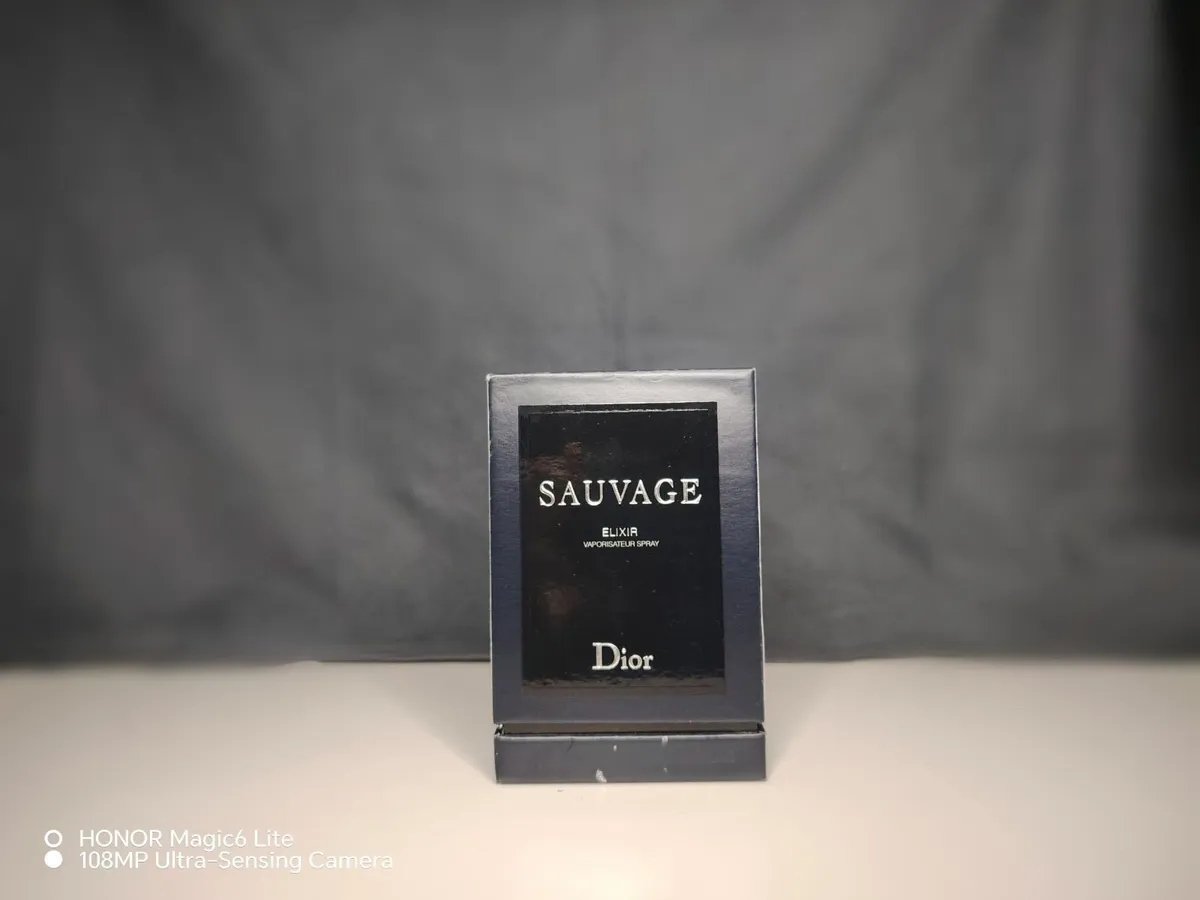 SAUVAGE
ELIXIR
VAPORISATEUR SPRAY
Dior
HONOR Magic6 Lite
108MP Ultra-Sensing Camera